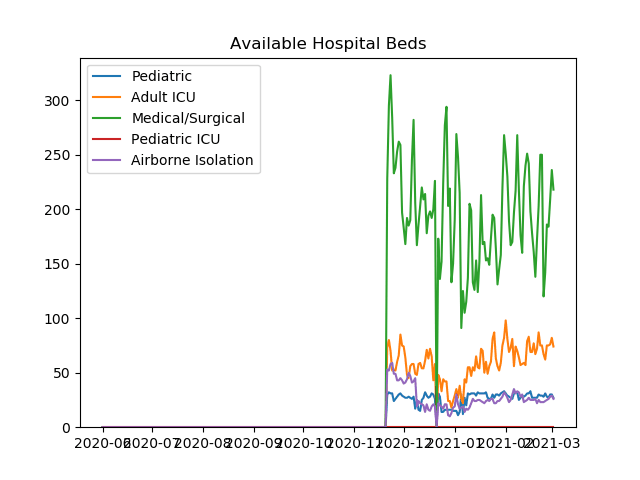 Available Hospital Beds
Pediatric
Adult ICU
Medical/Surgical
Pediatric ICU
Airborne Isolation
300
250
200
150
100
50
0
2020-06 2020-07 2020-08 2020-09 2020-10 2020-11 2020-12 2021-01 2021-02 2021-03